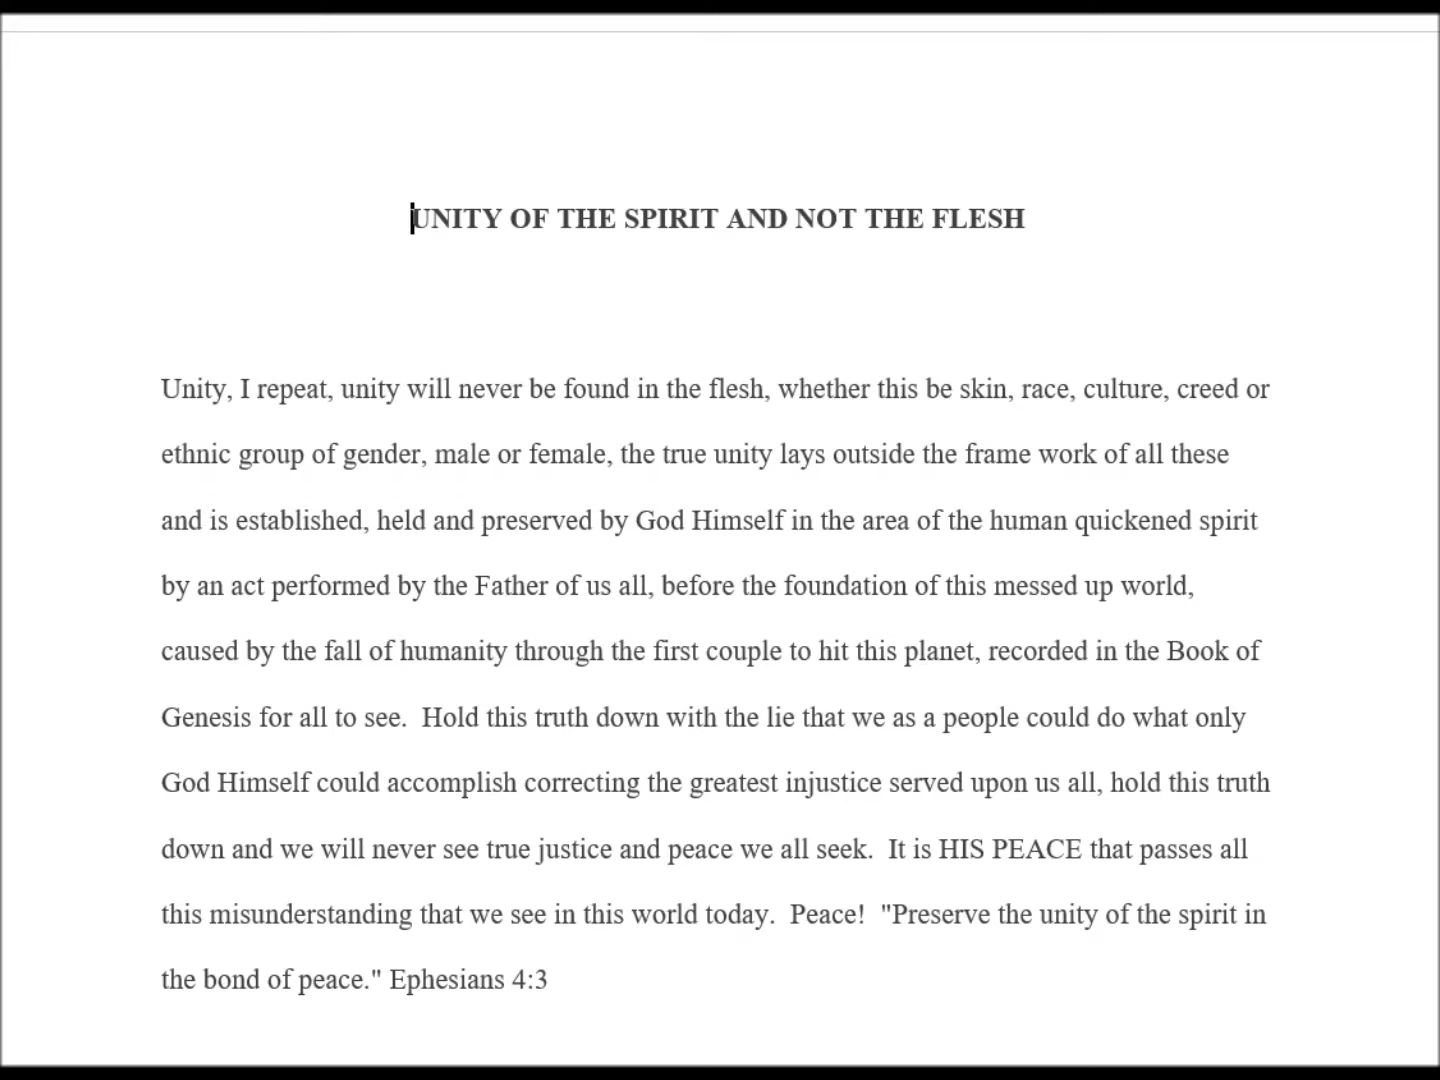 UNITY OF THE SPIRIT AND NOT THE FLESH
Unity, I repeat, unity will never be found in the flesh, whether this be skin, race, culture, creed or
ethnic group of gender, male or female, the true unity lays outside the frame work of all these
and is established, held and preserved by God Himself in the area of the human quickened spirit
by an act performed by the Father of us all, before the foundation of this messed up world,
caused by the fall of humanity through the first couple to hit this planet, recorded in the Book of
Genesis for all to see.  Hold this truth down with the lie that we as a people could do what only
God Himself could accomplish correcting the greatest injustice served upon us all, hold this truth
down and we will never see true justice and peace we all seek.  It is HIS PEACE that passes all
this misunderstanding that we see in this world today.  Peace!  "Preserve the unity of the spirit in
the bond of peace." Ephesians 4:3